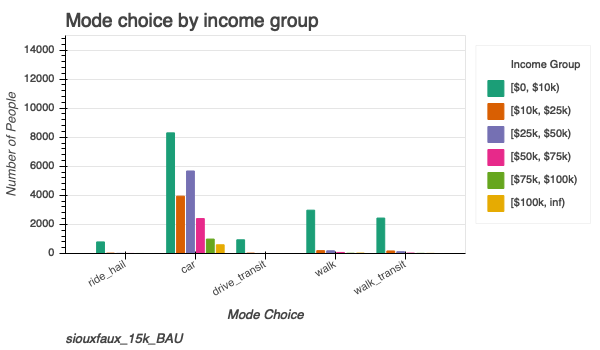 Mode choice by income group
Number of People
14000
12000
10000
8000
6000
4000
2000
0
ride_hail
car
drive_transit
walk
walk_transit
Mode Choice
siouxfaux_15k_BAU
Income Group
[$0, $10k)
[$10k, $25k)
[$25k, $50k)
[$50k, $75k)
[$75k, $100k)
[$100k, inf)